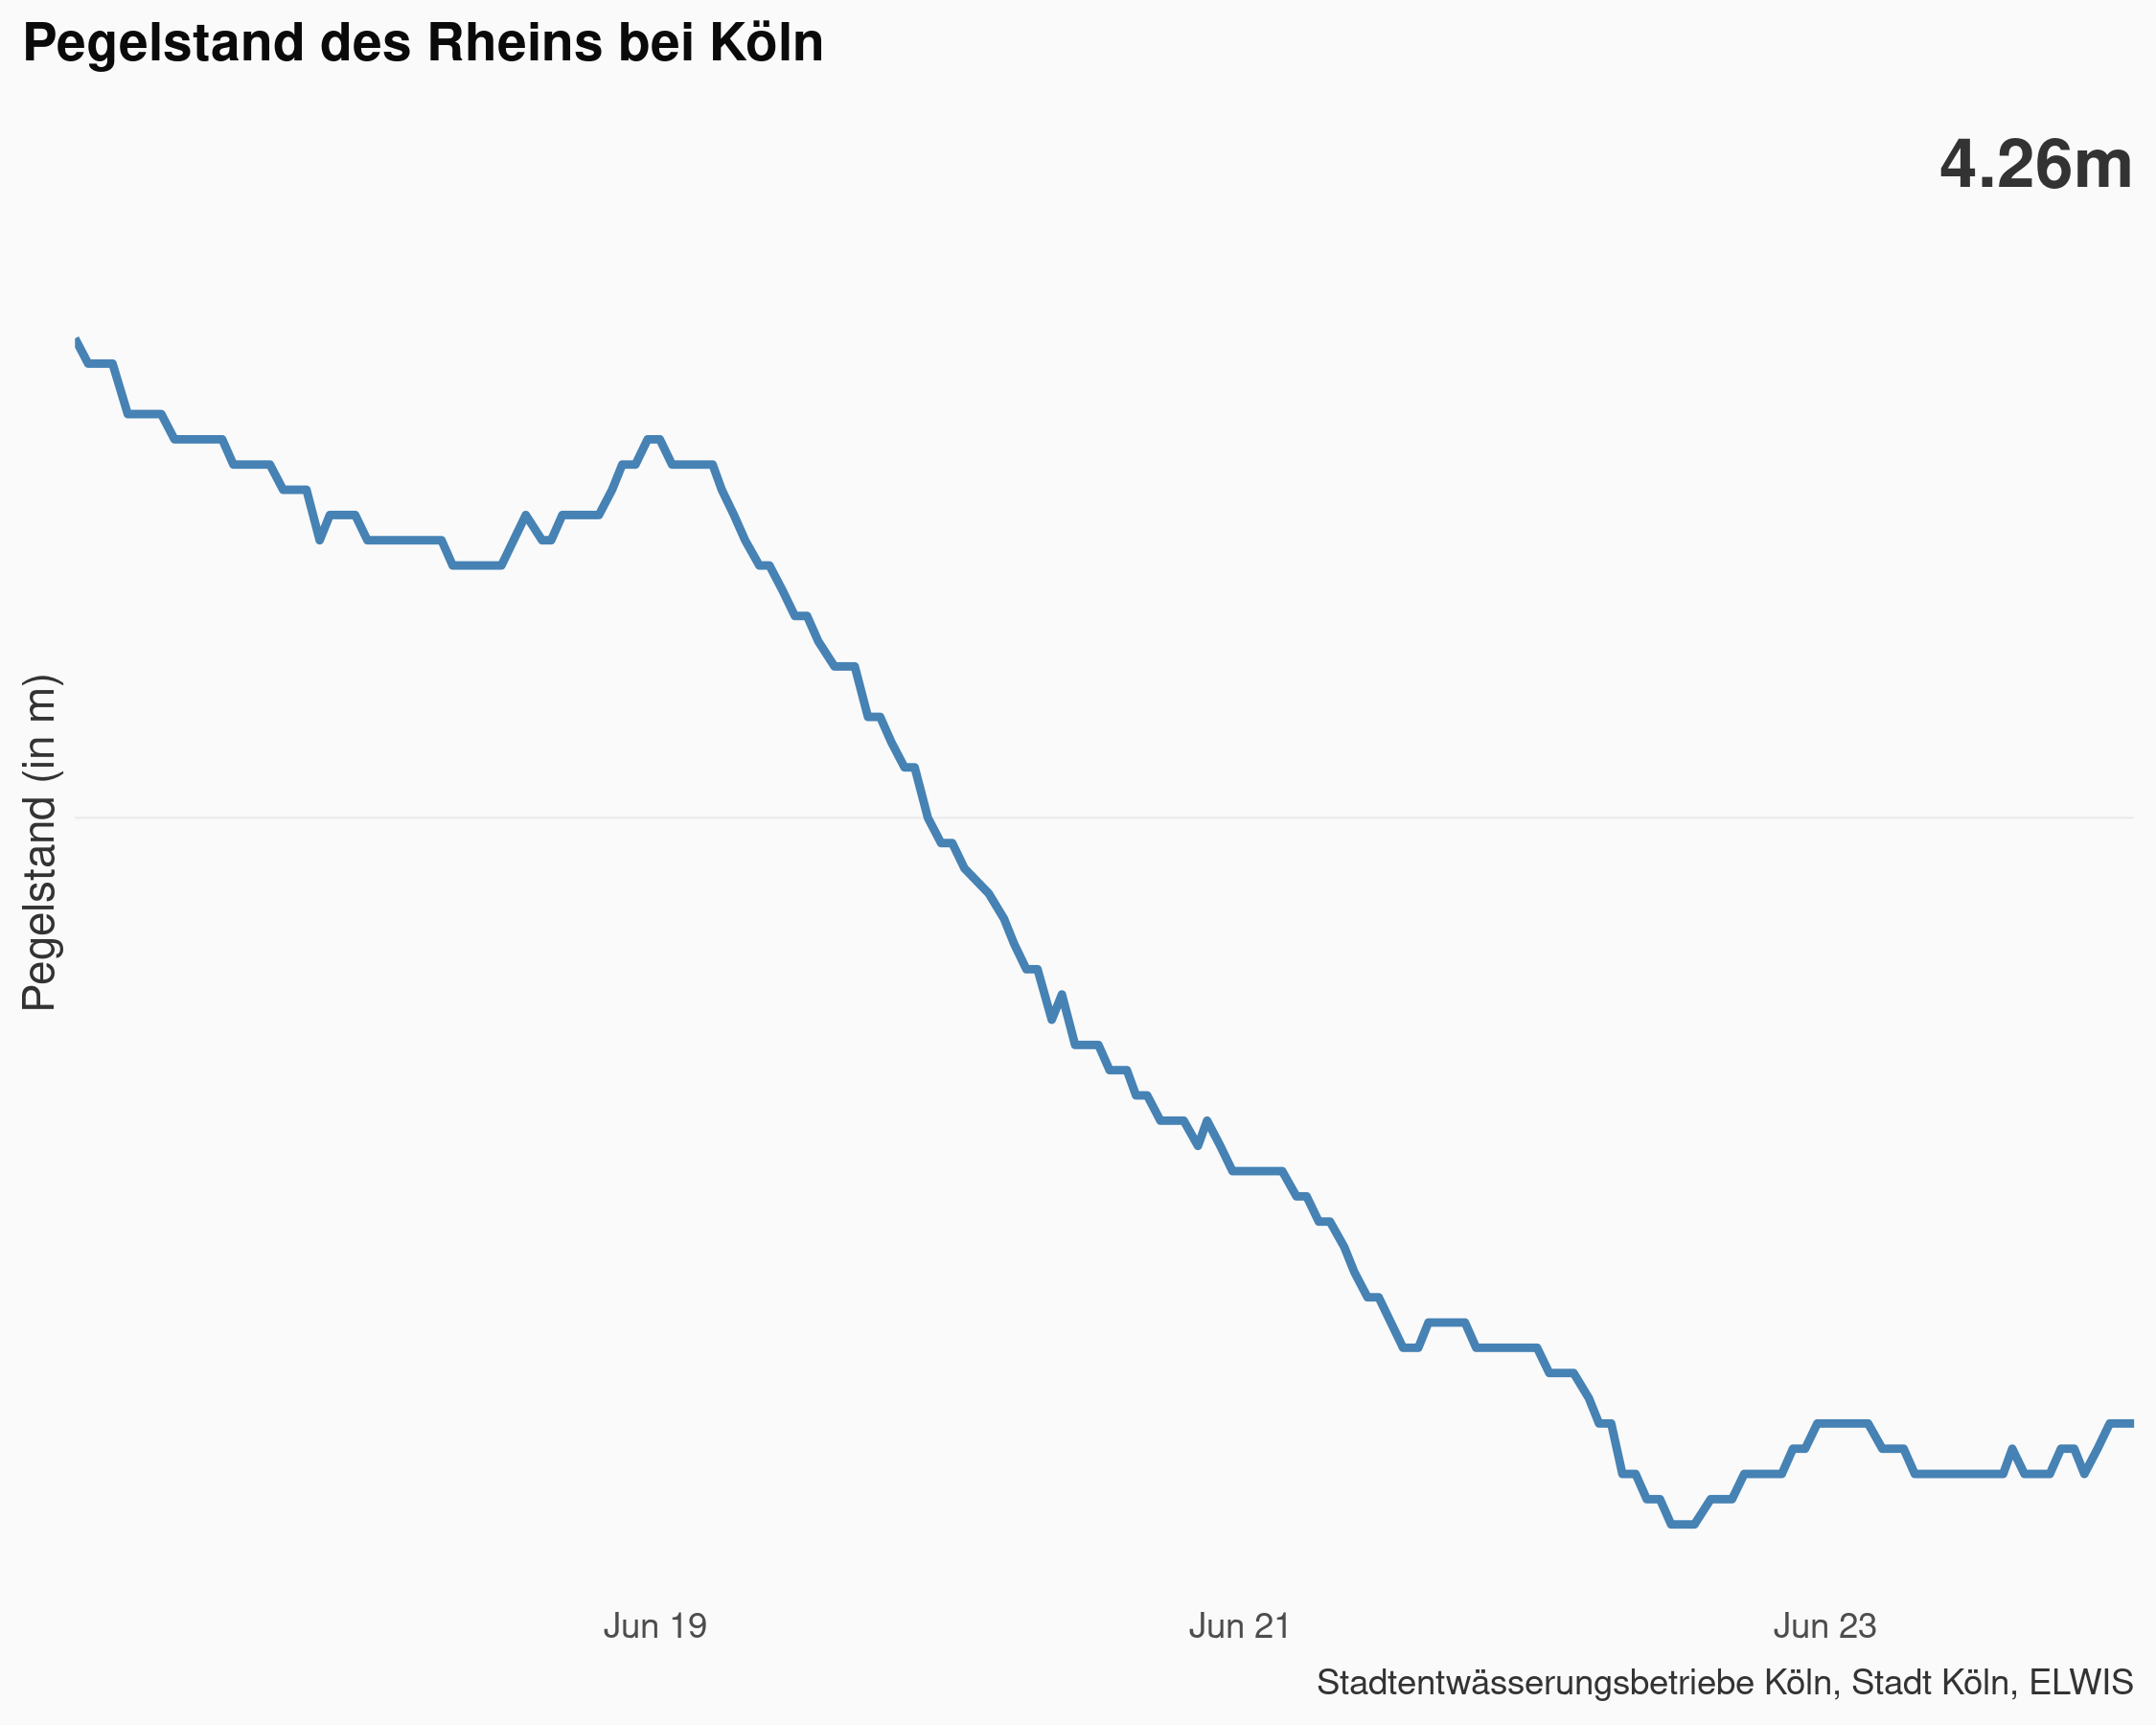 Pegelstand des Rheins bei Köln
4.26m
Pegelstand (in m)
Jun 19
Jun 21
Jun 23
Stadtentwässerungsbetriebe Köln, Stadt Köln, ELWIS